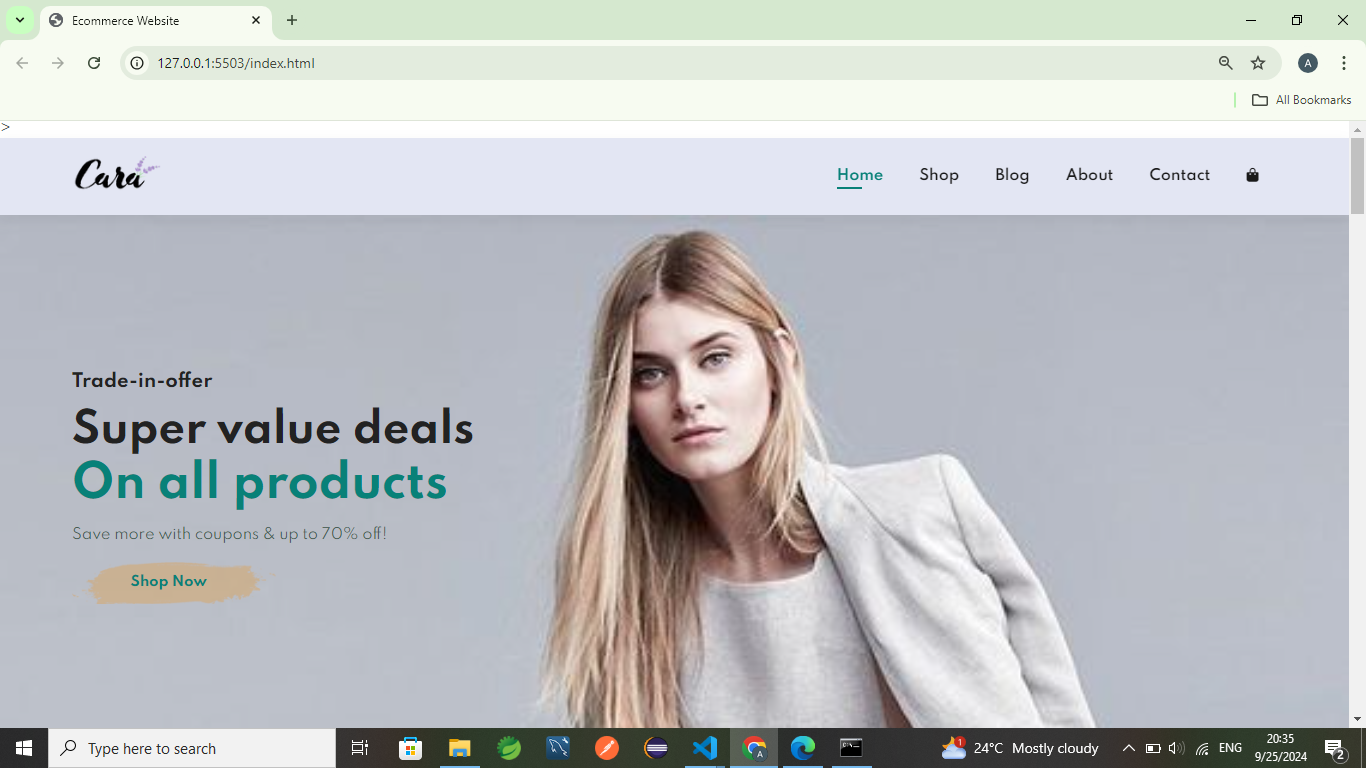 Ecommerce Website
127.0.0.1:5503/index.html
A
All Bookmarks
>
Cara
Home Shop Blog About Contact
Trade-in-offer
Super value deals
On all products
Save more with coupons & up to 70% off!
Shop Now
Type here to search
A
1
24°C Mostly cloudy
ENG
20:35
9/25/2024
2